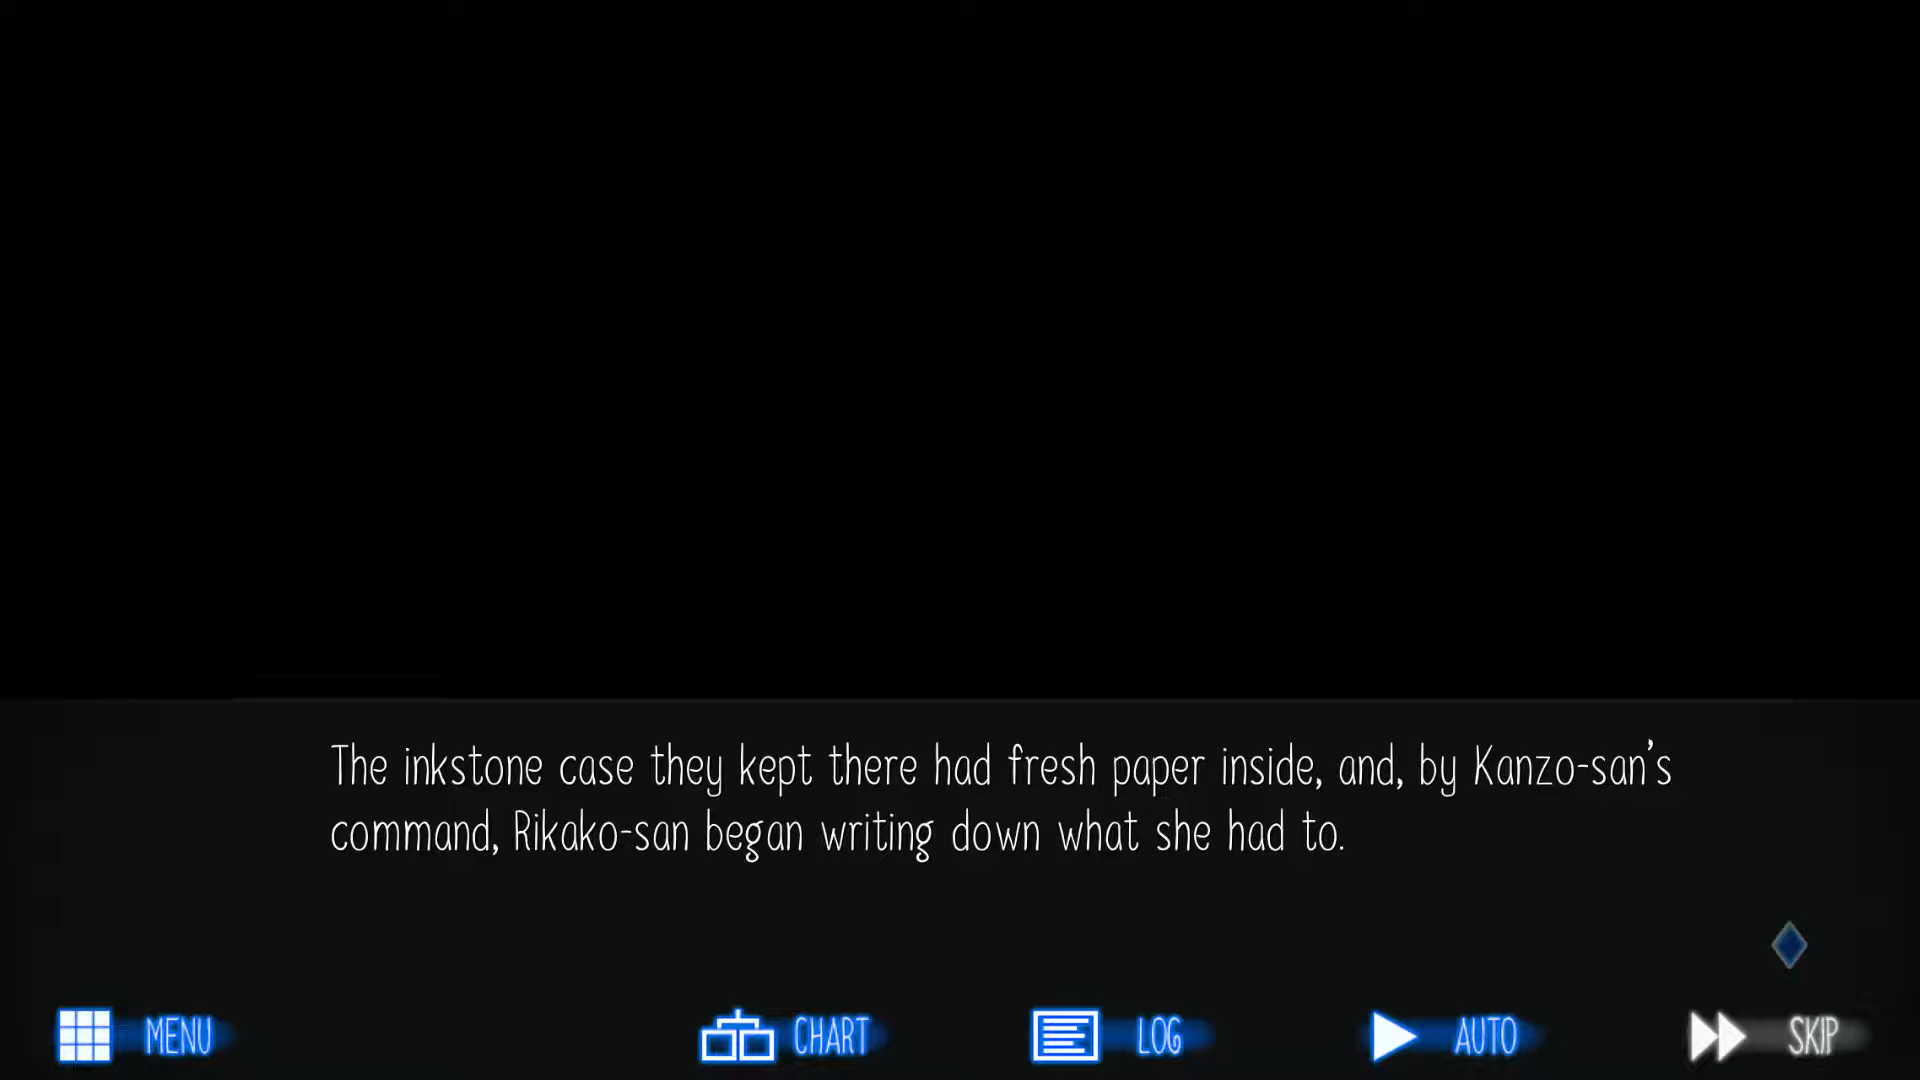 The inkstone case they kept there had fresh paper inside, and, by Kanzo-san's
command, Rikako-san began writing down what she had to.
MENU
CHART
LOG
AUTO
SKIP